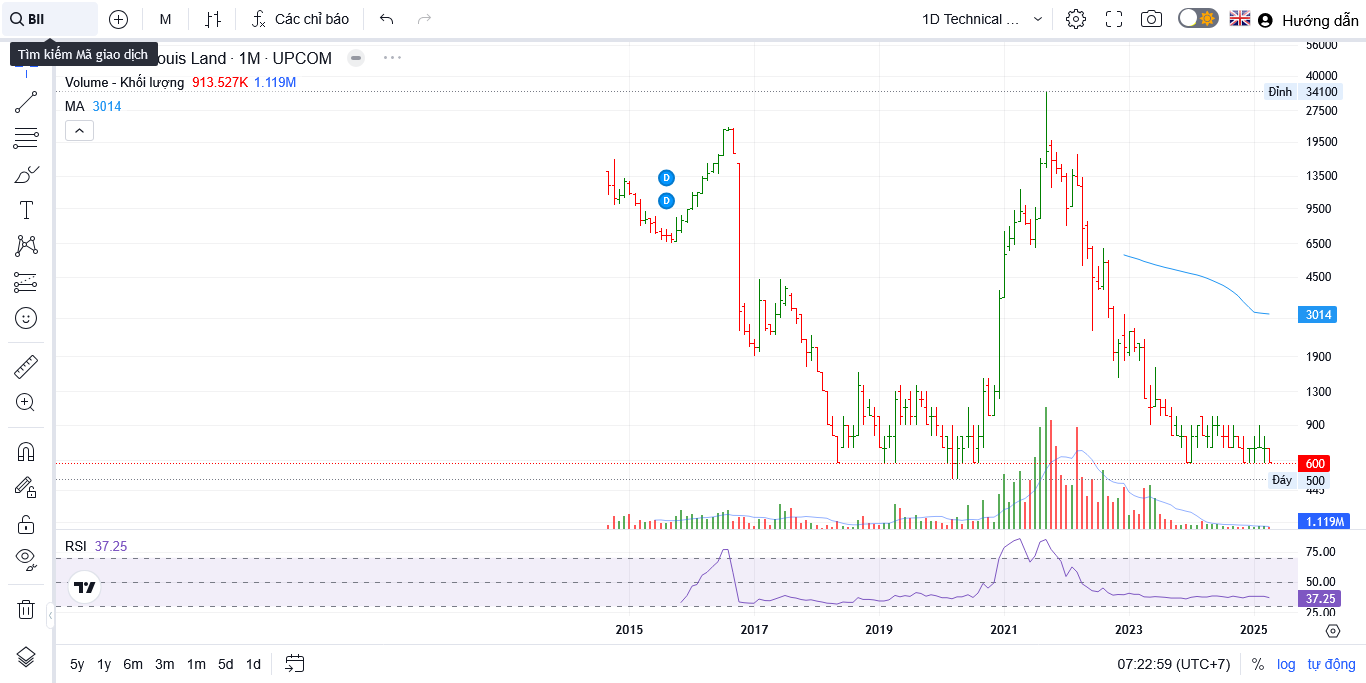 BII
M
Các chỉ báo
1D Technical ...
Hướng dẫn
Tìm kiếm Mã giao dịch
ouis Land · 1M · UPCOM
Volume - Khối lượng 913.527K 1.119M
MA 3014
D
D
56000
40000
Đỉnh 34100
27500
19500
13500
9500
6500
4500
3014
1900
1300
900
600
Đáy 500
445
1.119M
RSI 37.25
75.00
50.00
37.25
25.00
2015 2017 2019 2021 2023 2025
5y 1y 6m 3m 1m 5d 1d
07:22:59 (UTC+7) % log tự động